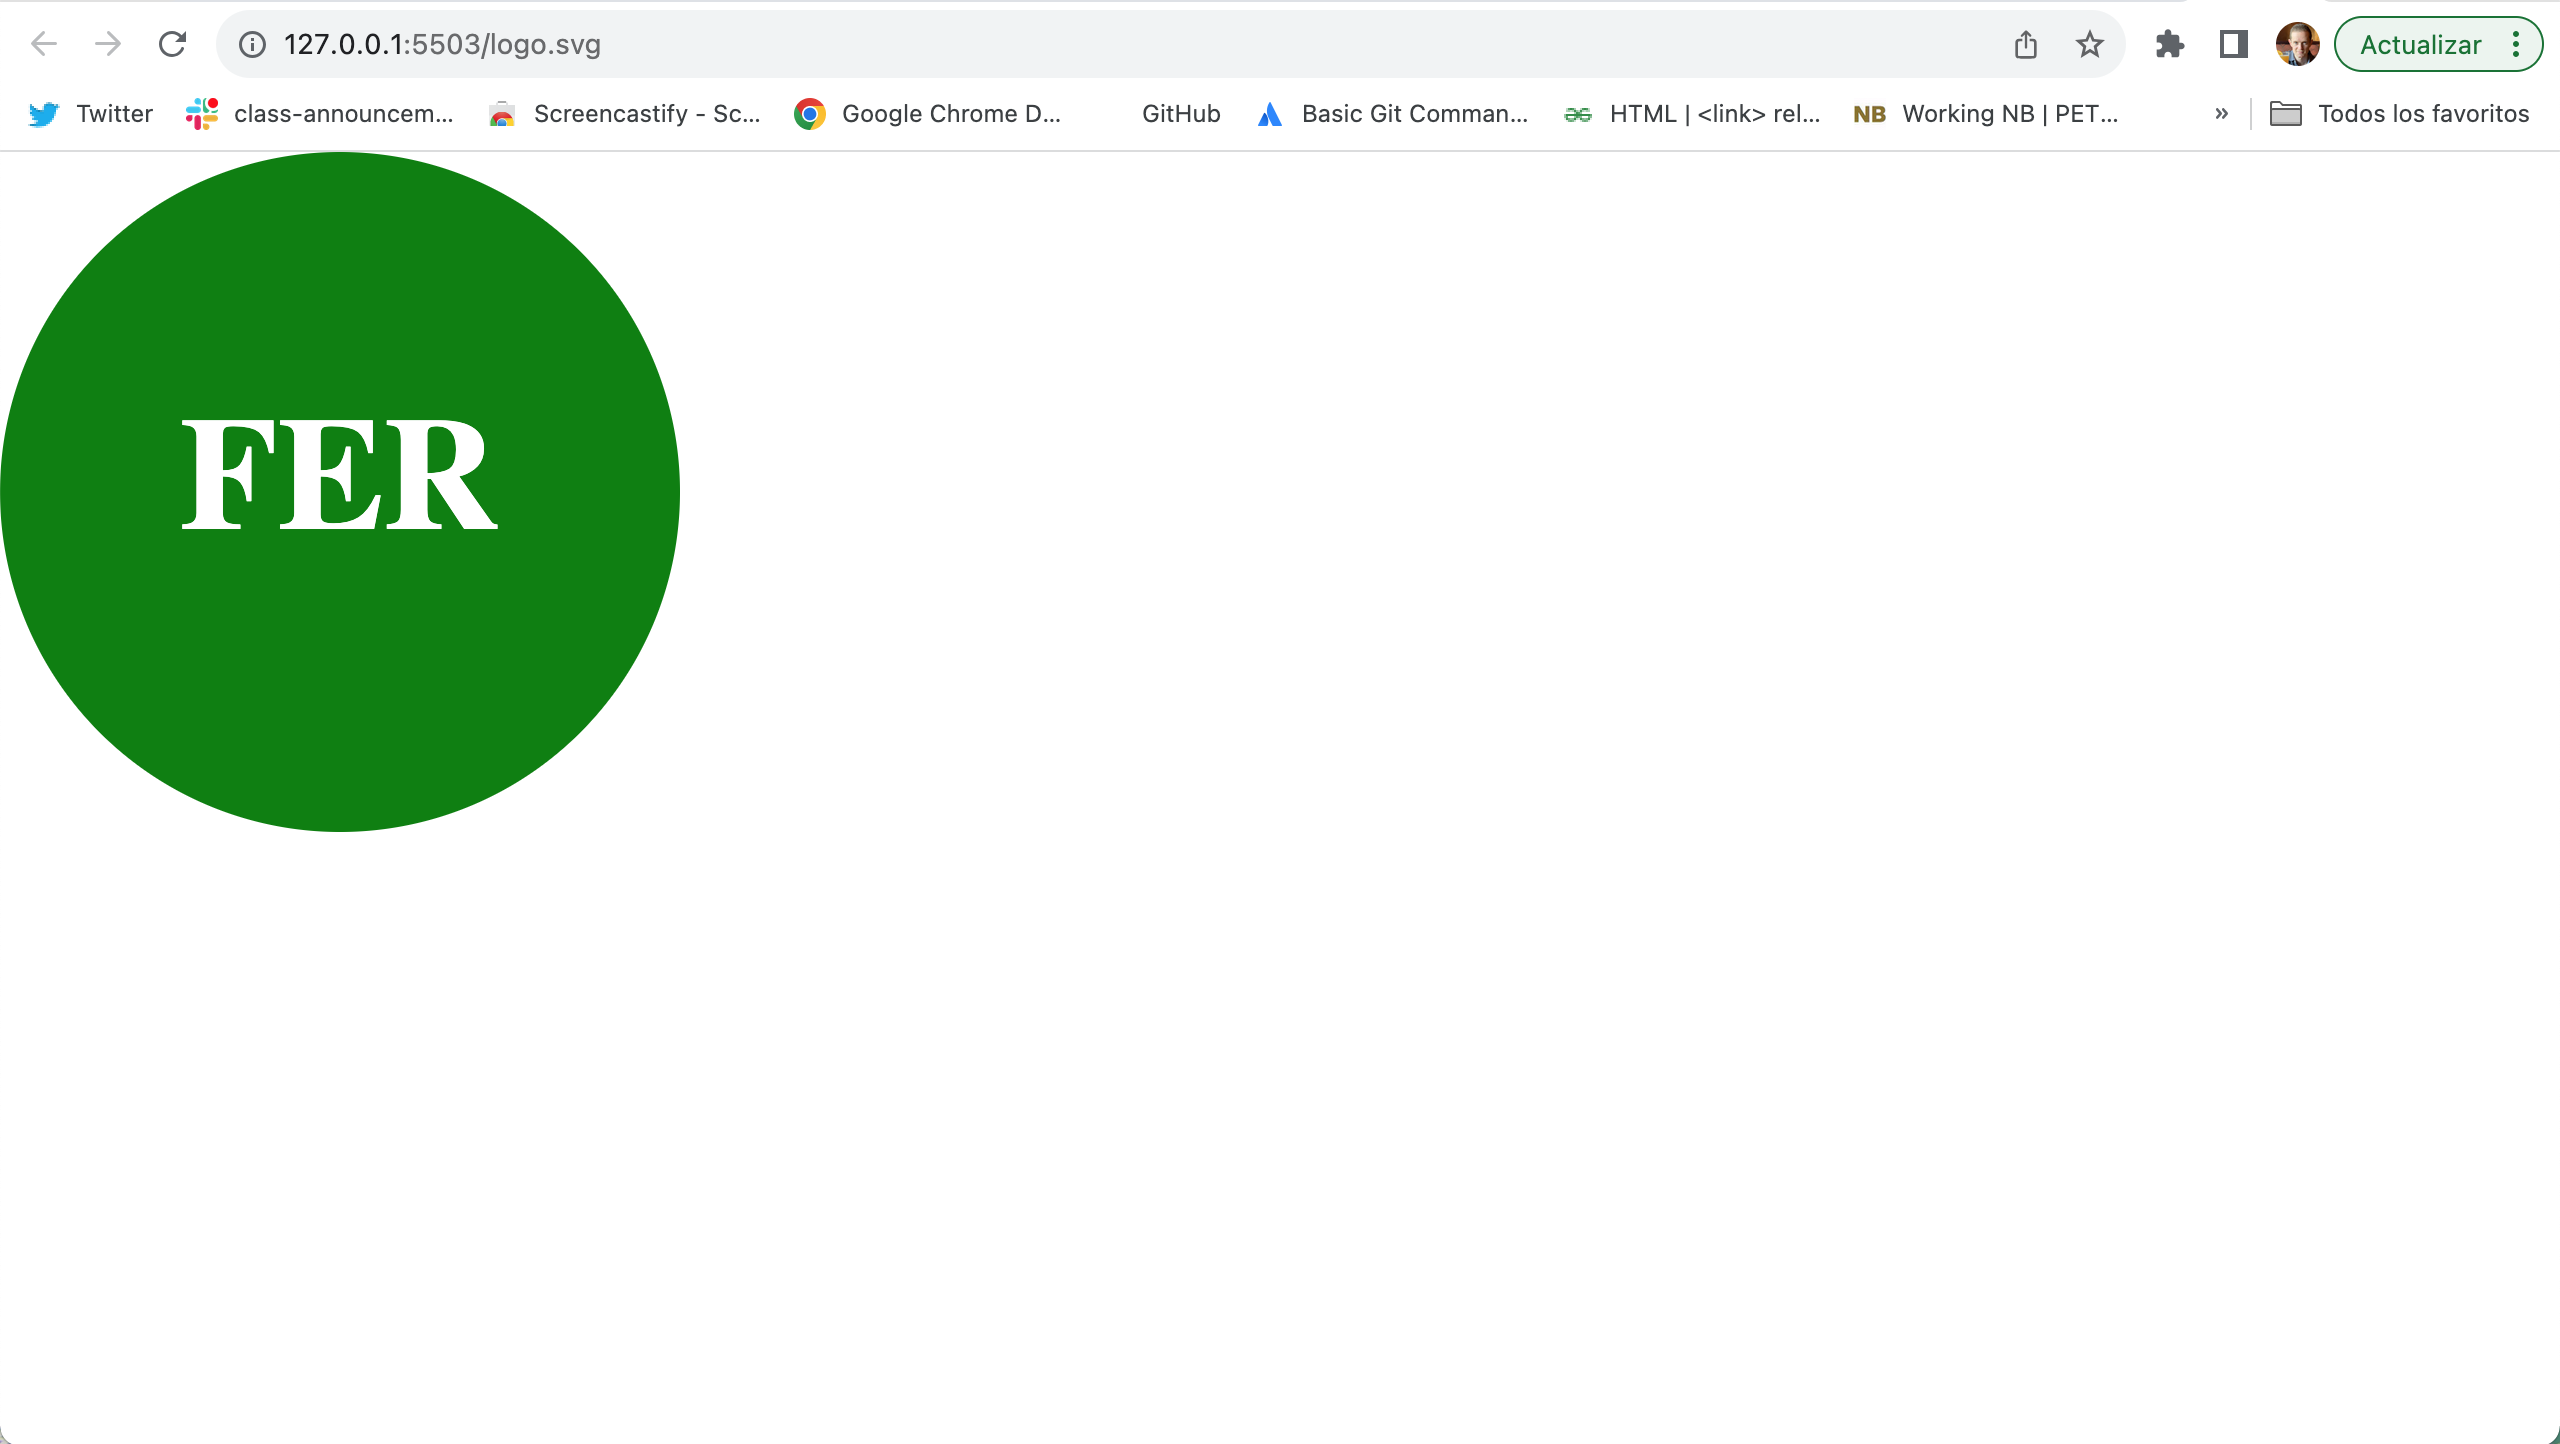 127.0.0.1:5503/logo.svg
Actualizar
Twitter
class-announcem...
Screencastify - Sc...
Google Chrome D...
GitHub
Basic Git Comman...
HTML | <link> rel...
NB Working NB | PET...
»
Todos los favoritos
FER